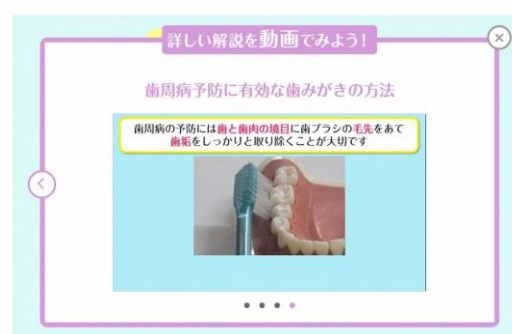 詳しい解説を動画でみよう!
歯周病予防に有効な歯みがきの方法
歯周病の予防には歯と歯肉の境目に歯ブラシの毛先をあて
歯垢をしっかりと取り除くことが大切です